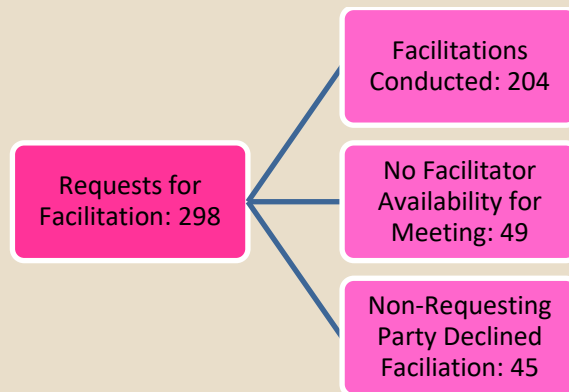 Facilitations
Conducted: 204
Requests for
Facilitation: 298
No Facilitator
Availability for
Meeting: 49
Non-Requesting
Party Declined
Faciliation: 45